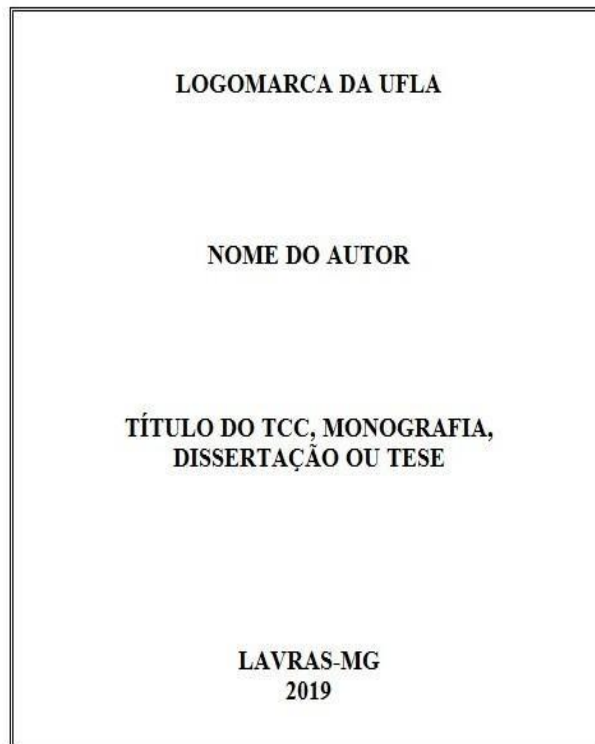 LOGOMARCA DA UFLA
NOME DO AUTOR
TÍTULO DO TCC, MONOGRAFIA,
DISSERTAÇÃO OU TESE
LAVRAS-MG
2019